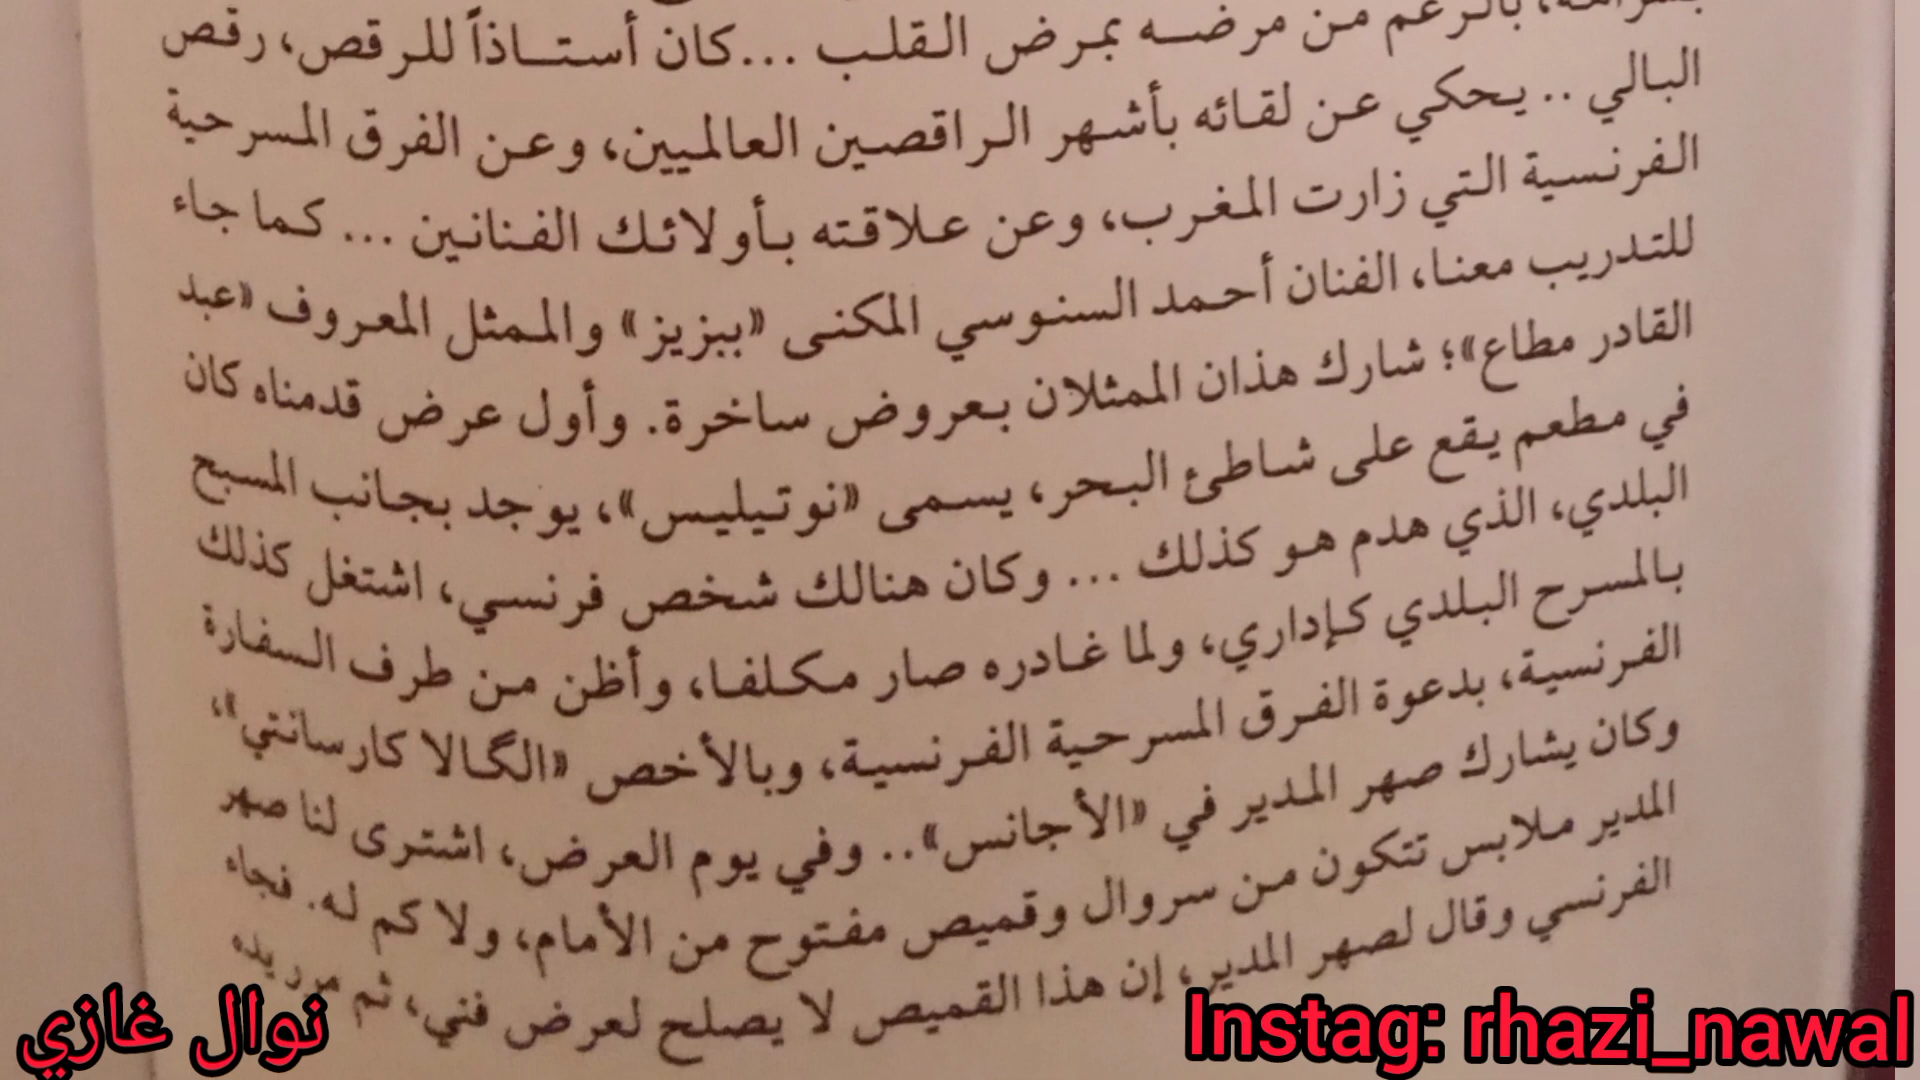 بالرغم من مرضه بمرض القلب ...كان أستاذاً للرقص، رقص
البالي .. يحكي عن لقائه بأشهر الراقصين العالميين، وعن الفرق المسرحية
الفرنسية التي زارت المغرب، وعن علاقته بأولائك الفنانين ... كما جاء
للتدريب معنا، الفنان أحمد السنوسي المكنى «ببزيز» والممثل المعروف «عبد
القادر مطاع»؛ شارك هذان الممثلان بعروض ساخرة. وأول عرض قدمناه كان
في مطعم يقع على شاطئ البحر، يسمى «نوتيليس»، يوجد بجانب المسبح
البلدي، الذي هدم هو كذلك ... وكان هنالك شخص فرنسي، اشتغل كذلك
بالمسرح البلدي كإداري، ولما غادره صار مكلفا، وأظن من طرف السفارة
الفرنسية، بدعوة الفرق المسرحية الفرنسية، وبالأخص «الگالا كارسانتي»،
وكان يشارك صهر المدير في «الأجانس».. وفي يوم العرض، اشترى لنا صهر
المدير ملابس تتكون من سروال وقميص مفتوح من الأمام، ولا كم له. فجاء
الفرنسي وقال لصهر المدير، إن هذا القميص لا يصلح لعرض فني، ثم مرر يده
نوال غازي
Instag: rhazi_nawal